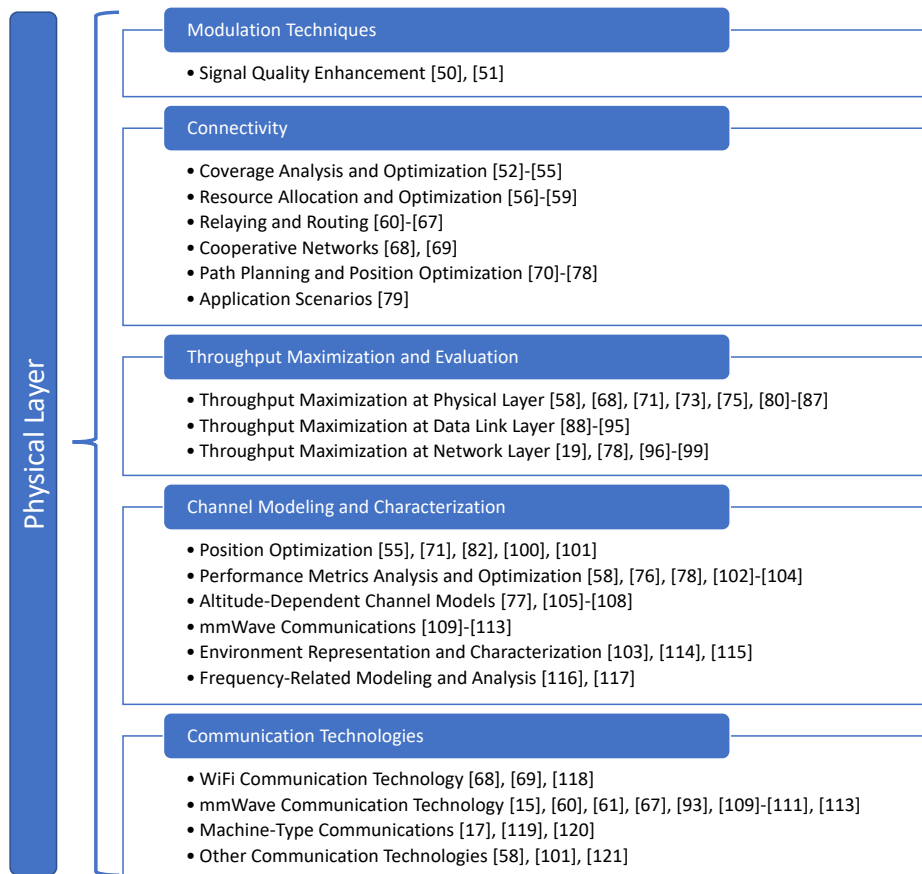 Physical Layer
Modulation Techniques
• Signal Quality Enhancement [50], [51]
Connectivity
• Coverage Analysis and Optimization [52]-[55]
• Resource Allocation and Optimization [56]-[59]
• Relaying and Routing [60]-[67]
• Cooperative Networks [68], [69]
• Path Planning and Position Optimization [70]-[78]
• Application Scenarios [79]
Throughput Maximization and Evaluation
• Throughput Maximization at Physical Layer [58], [68], [71], [73], [75], [80]-[87]
• Throughput Maximization at Data Link Layer [88]-[95]
• Throughput Maximization at Network Layer [19], [78], [96]-[99]
Channel Modeling and Characterization
• Position Optimization [55], [71], [82], [100], [101]
• Performance Metrics Analysis and Optimization [58], [76], [78], [102]-[104]
• Altitude-Dependent Channel Models [77], [105]-[108]
• mmWave Communications [109]-[113]
• Environment Representation and Characterization [103], [114], [115]
• Frequency-Related Modeling and Analysis [116], [117]
Communication Technologies
• WiFi Communication Technology [68], [69], [118]
• mmWave Communication Technology [15], [60], [61], [67], [93], [109]-[111], [113]
• Machine-Type Communications [17], [119], [120]
• Other Communication Technologies [58], [101], [121]